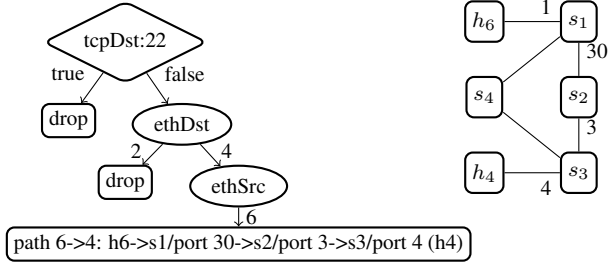 tcpDst:22
true
false
drop
ethDst
2
4
drop
ethSrc
6
path 6->4: h6->s1/port 30->s2/port 3->s3/port 4 (h4)
h6
1
s1
30
s4
s2
3
h4
4
s3